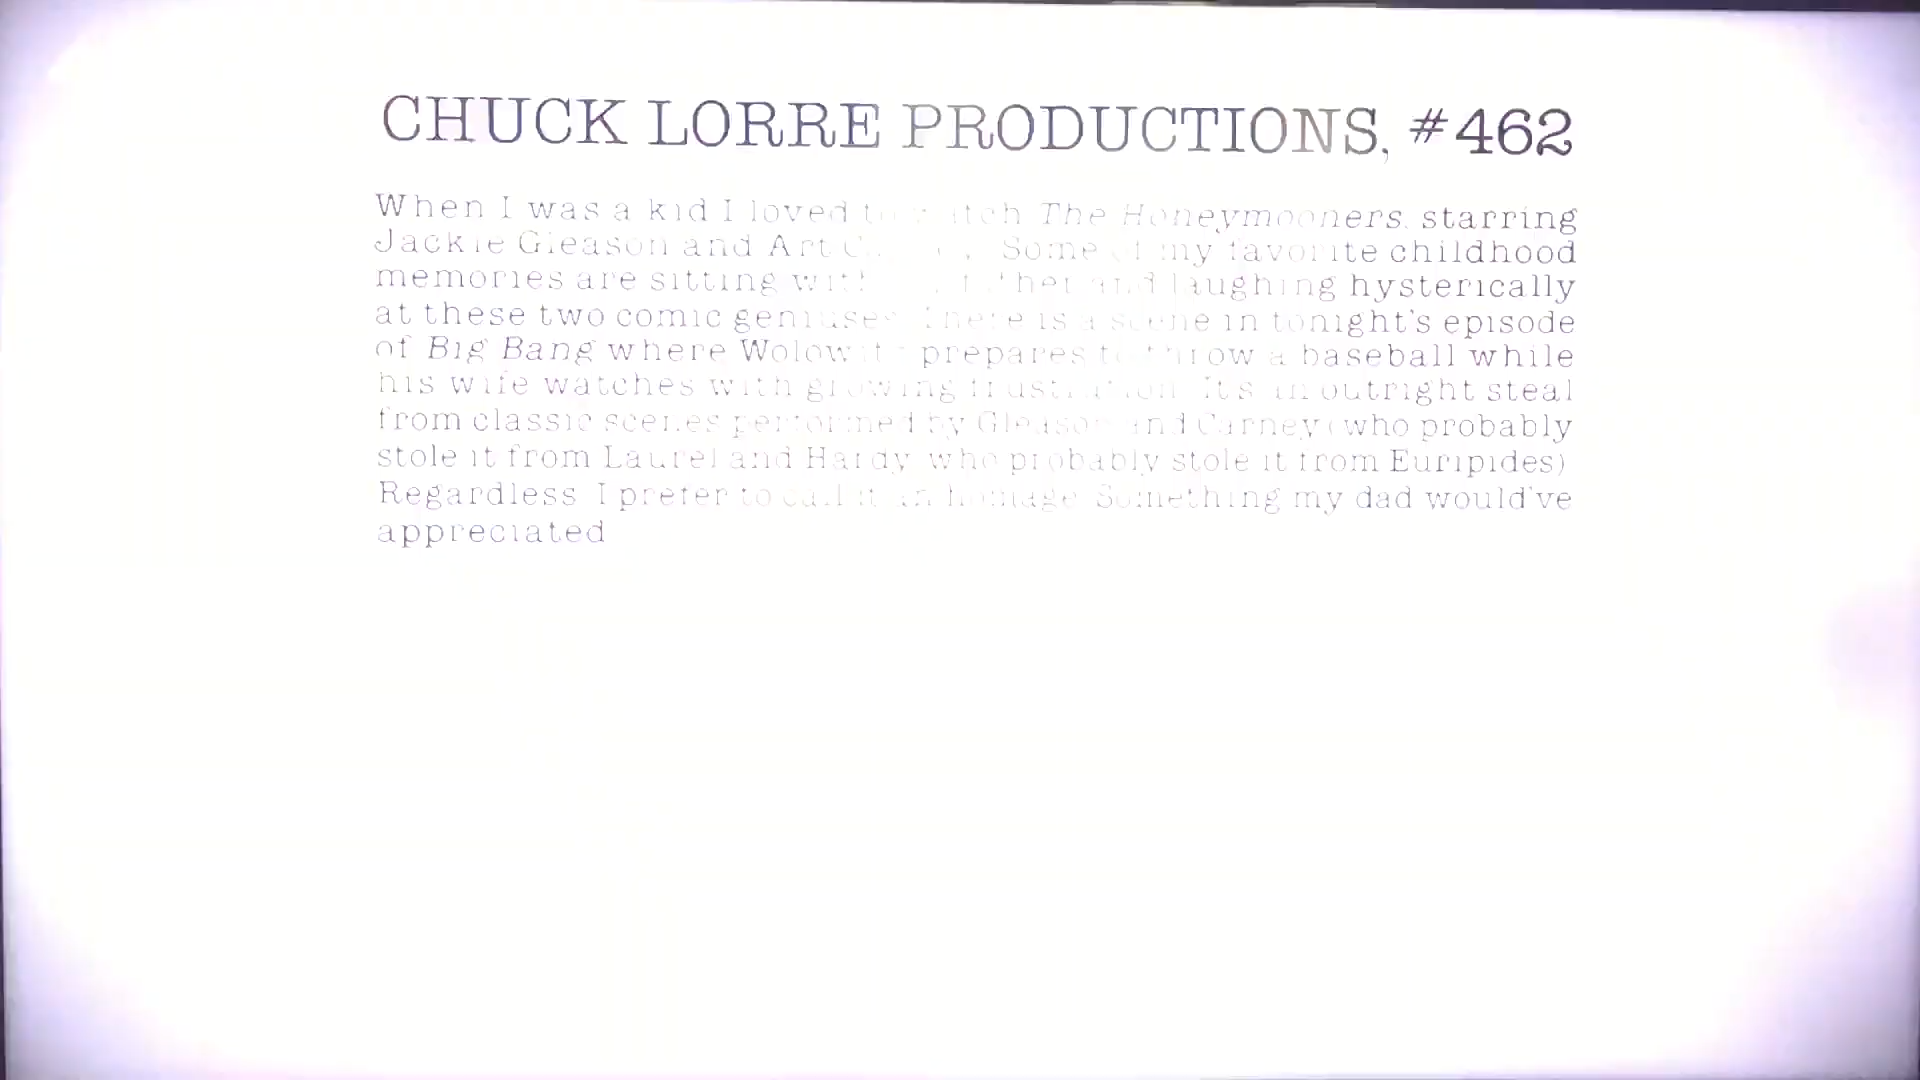 CHUCK LORRE PRODUCTIONS, #462
When I was a kid I loved to watch The Honeymooners, starring
Jackie Gleason and Art Some of my favorite childhood
memories are sitting with father and laughing hysterically
at these two comic geniuses. There is a scene in tonight's episode
of Big Bang where Wolowitz prepares to throw a baseball while
his wife watches with growing frustration. It's an outright steal
from classic scenes performed by Gleason and Carney (who probably
stole it from Laurel and Hardy who probably stole it from Euripides)
Regardless I prefer to call it an homage Something my dad would've
appreciated